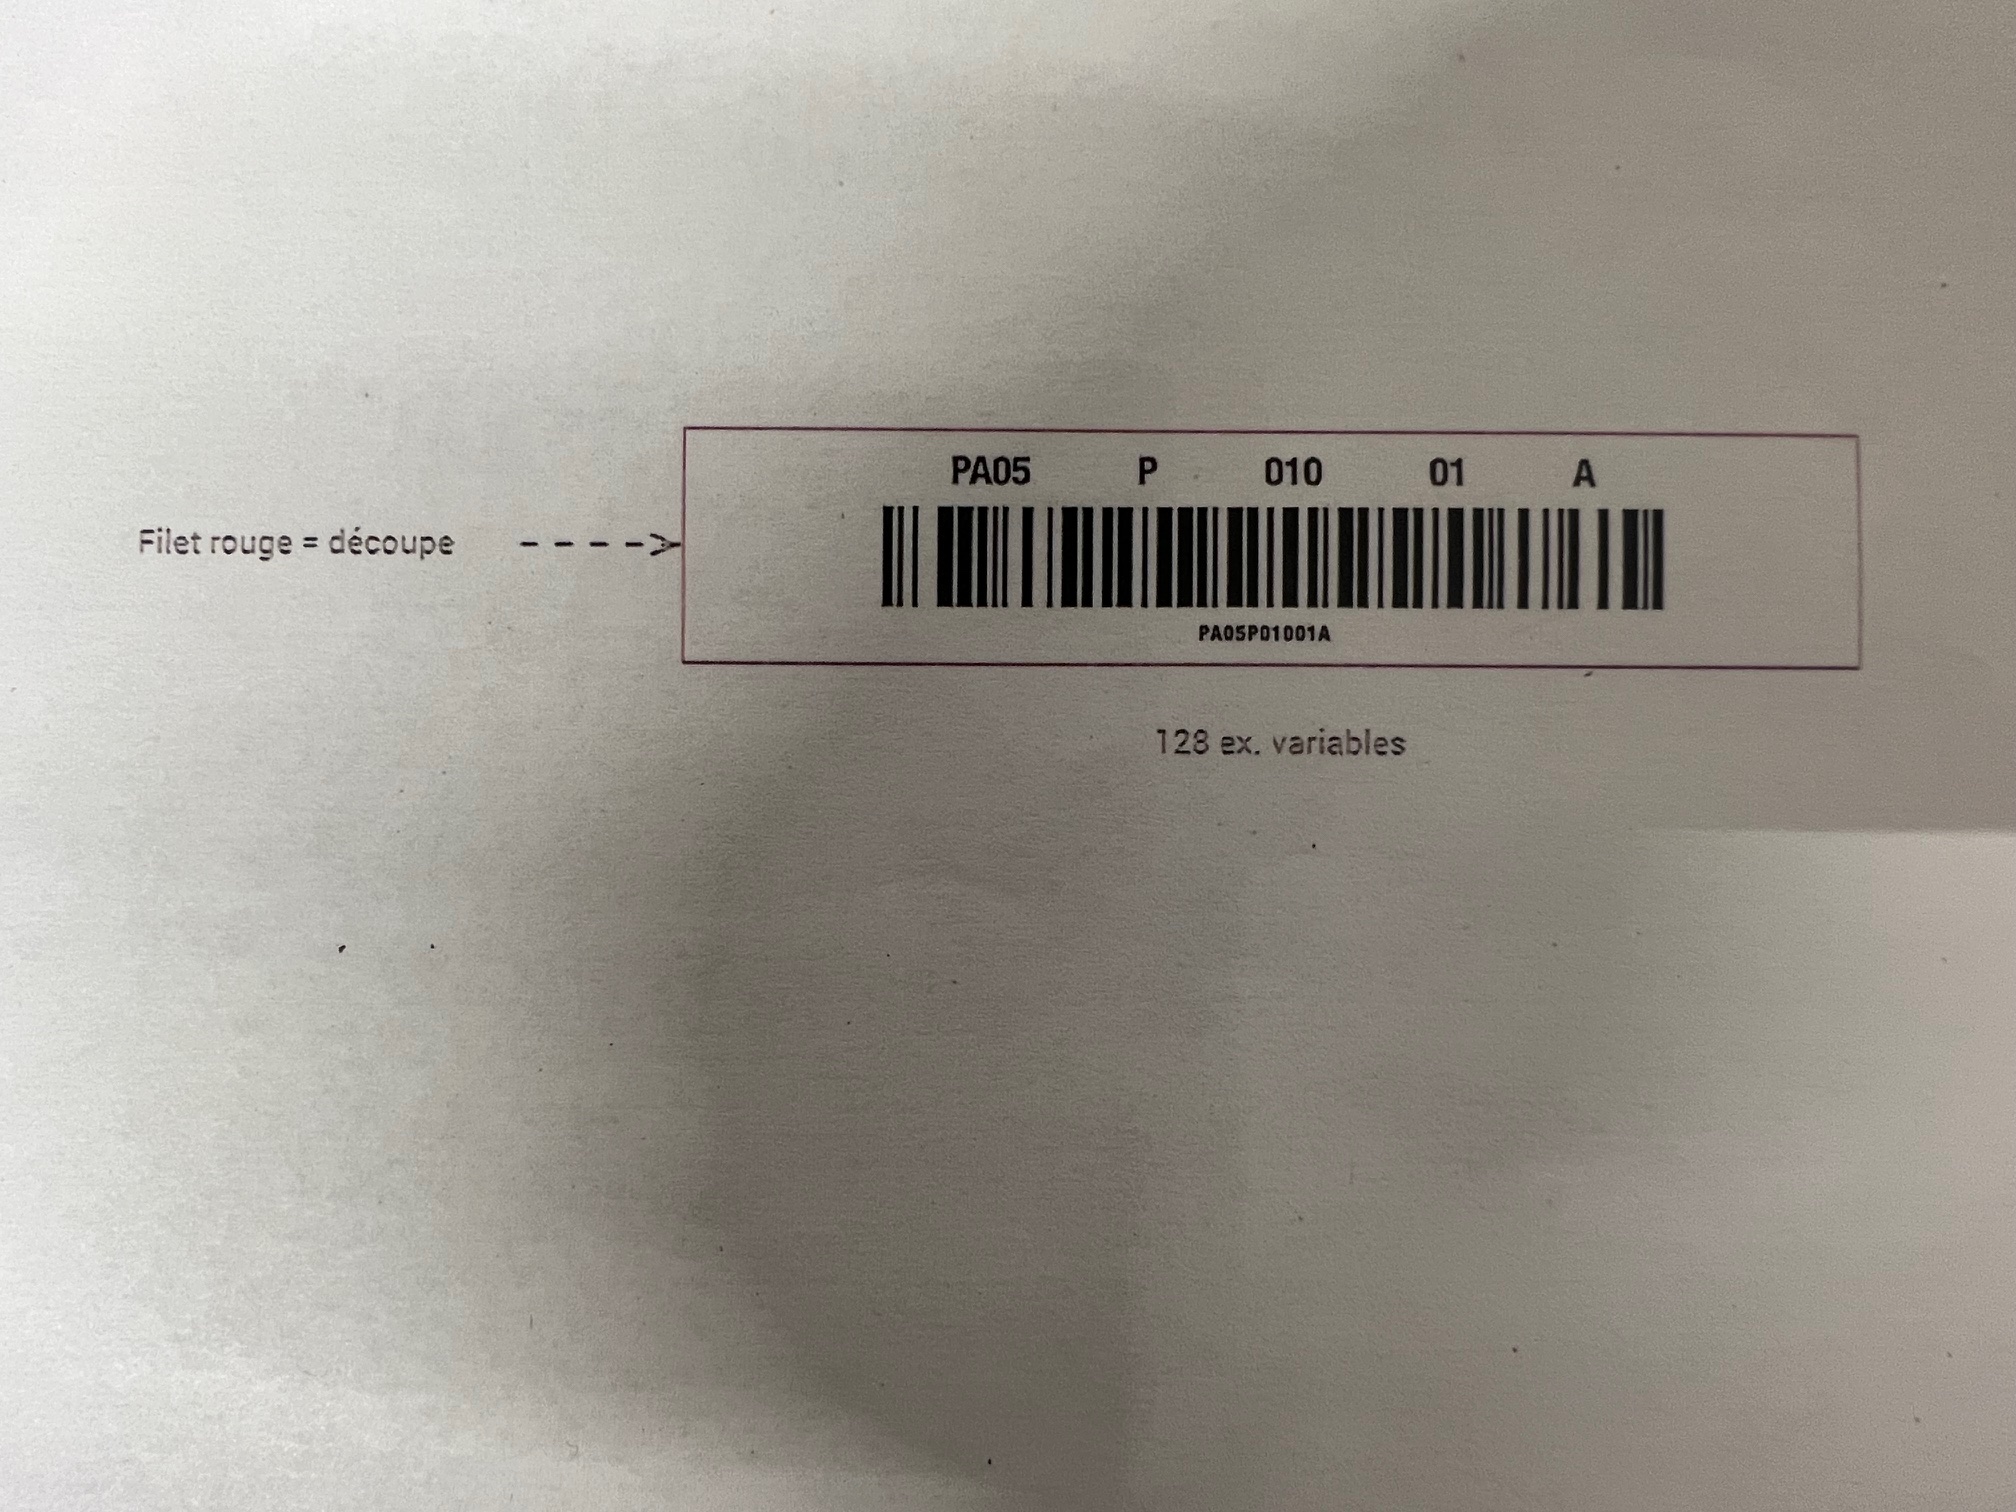 PA05 P 010 01 A
Filet rouge = découpe
PA05P01001A
128 ex. variables